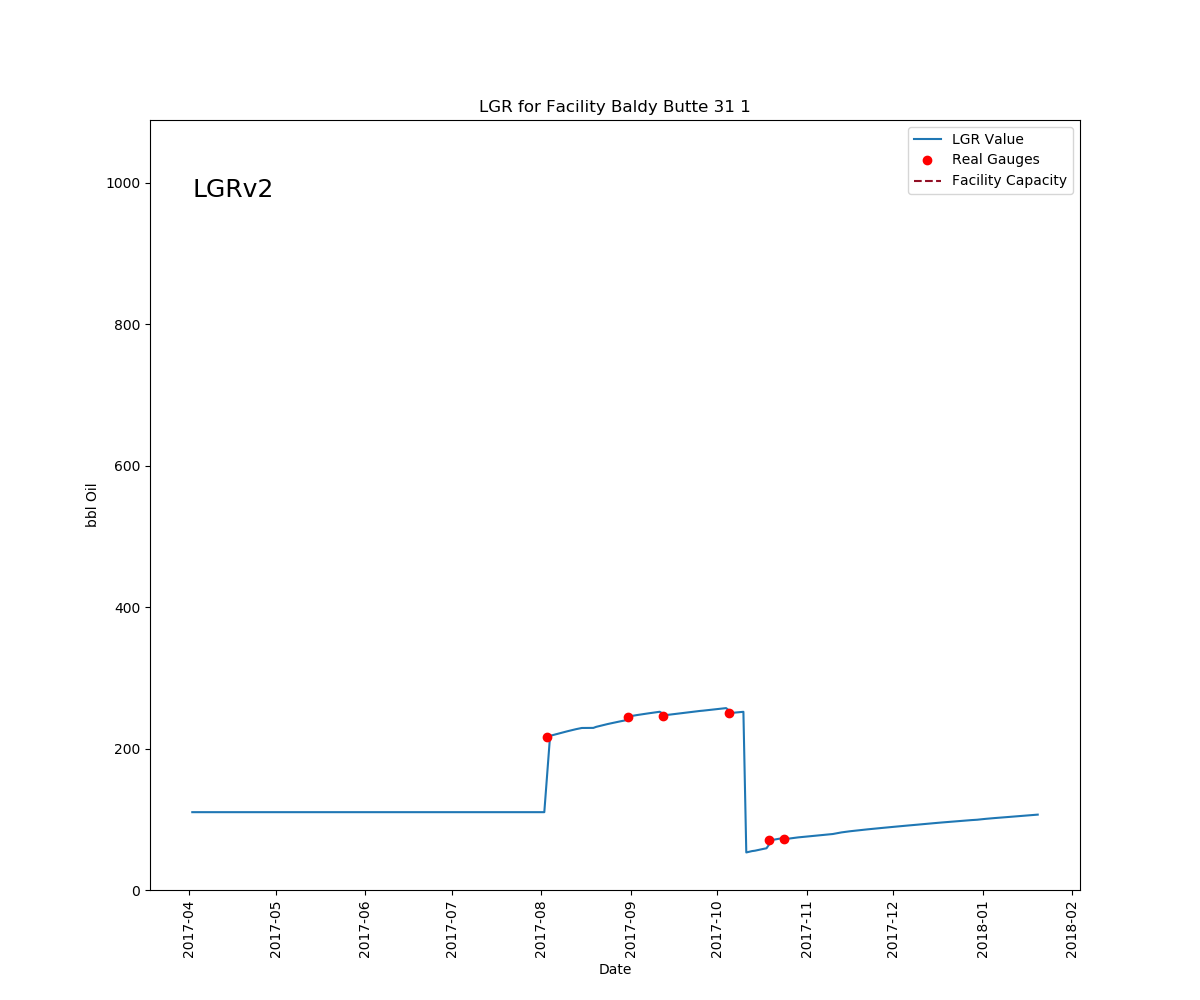 LGR for Facility Baldy Butte 31 1
LGRv2
LGR Value
Real Gauges
Facility Capacity
bbl Oil
1000
800
600
400
200
0
2017-04
2017-05
2017-06
2017-07
2017-08
2017-09
2017-10
2017-11
2017-12
2018-01
2018-02
Date